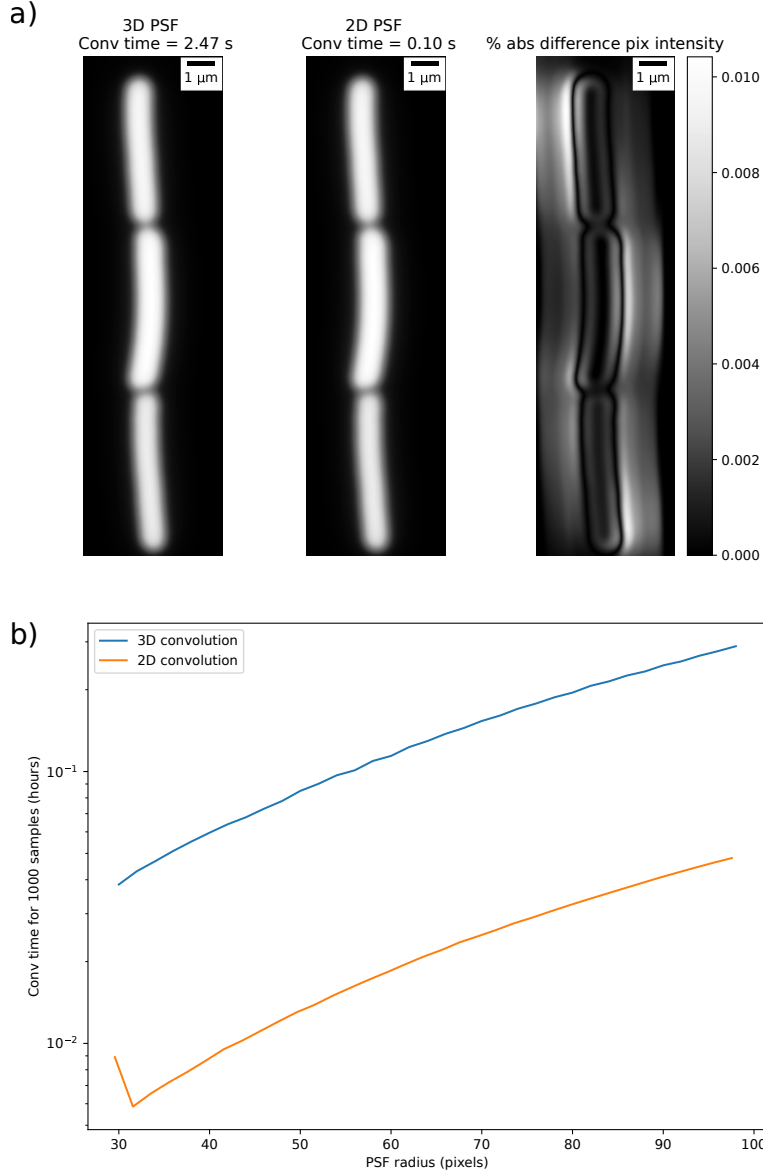 a)
3D PSF
Conv time = 2.47 s
2D PSF
Conv time = 0.10 s
% abs difference pix intensity
1 μm
1 μm
1 μm
0.010
0.008
0.006
0.004
0.002
0.000
b)
3D convolution
2D convolution
Conv time for 1000 samples (hours)
10⁻¹
10⁻²
30
40
50
60
70
80
90
100
PSF radius (pixels)